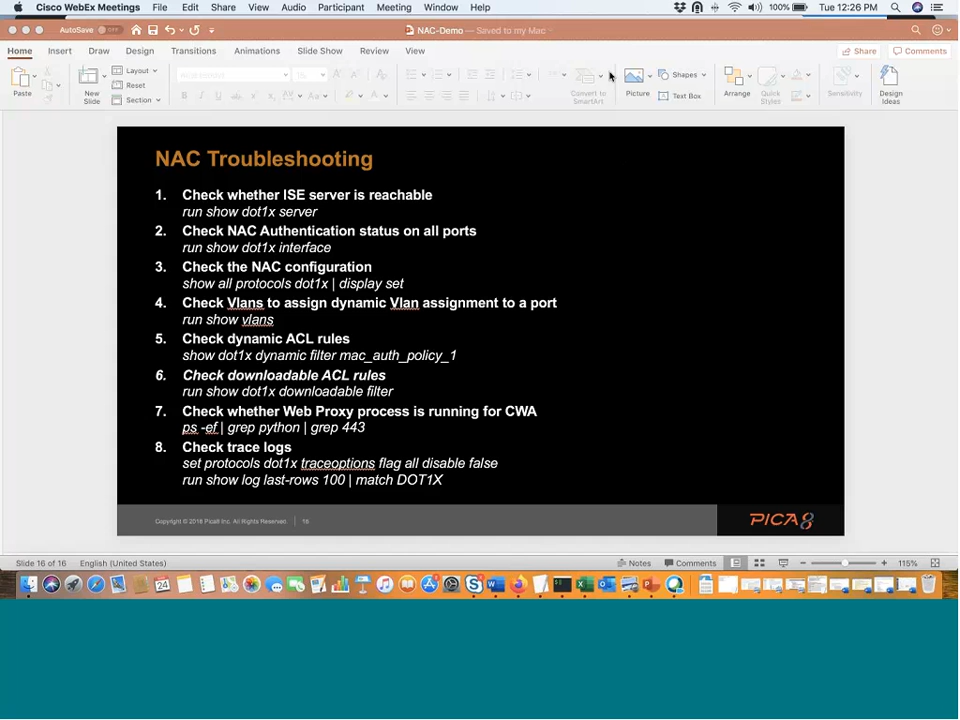 Cisco WebEx Meetings File Edit Share View Audio Participant Meeting Window Help 100% Tue 12:26 PM
AutoSave NAC-Demo — Saved to my Mac
Home Insert Draw Design Transitions Animations Slide Show Review View Share Comments
Paste
New
Slide
Layout
Reset
Section
Convert to
SmartArt
Picture
Shapes
Text Box
Arrange
Quick
Styles
Sensitivity
Design
Ideas
NAC Troubleshooting
1. Check whether ISE server is reachable
run show dot1x server
2. Check NAC Authentication status on all ports
run show dot1x interface
3. Check the NAC configuration
show all protocols dot1x | display set
4. Check Vlans to assign dynamic Vlan assignment to a port
run show vlans
5. Check dynamic ACL rules
show dot1x dynamic filter mac_auth_policy_1
6. Check downloadable ACL rules
run show dot1x downloadable filter
7. Check whether Web Proxy process is running for CWA
ps -ef | grep python | grep 443
8. Check trace logs
set protocols dot1x traceoptions flag all disable false
run show log last-rows 100 | match DOT1X
Copyright © 2018 Pica8 Inc. All Rights Reserved. 16
PICA8
Slide 16 of 16 English (United States) Notes Comments 115%
24